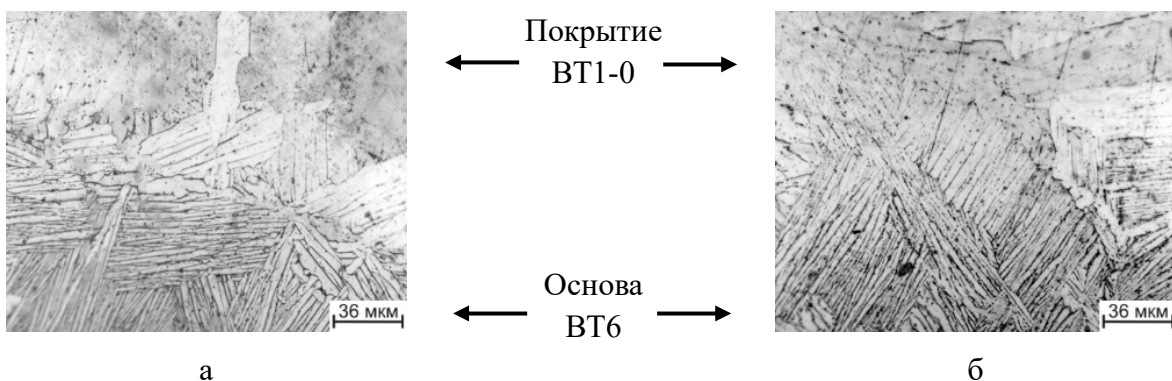 Покрытие
ВТ1-0
Основа
ВТ6
36 мкм
36 мкм
а
б